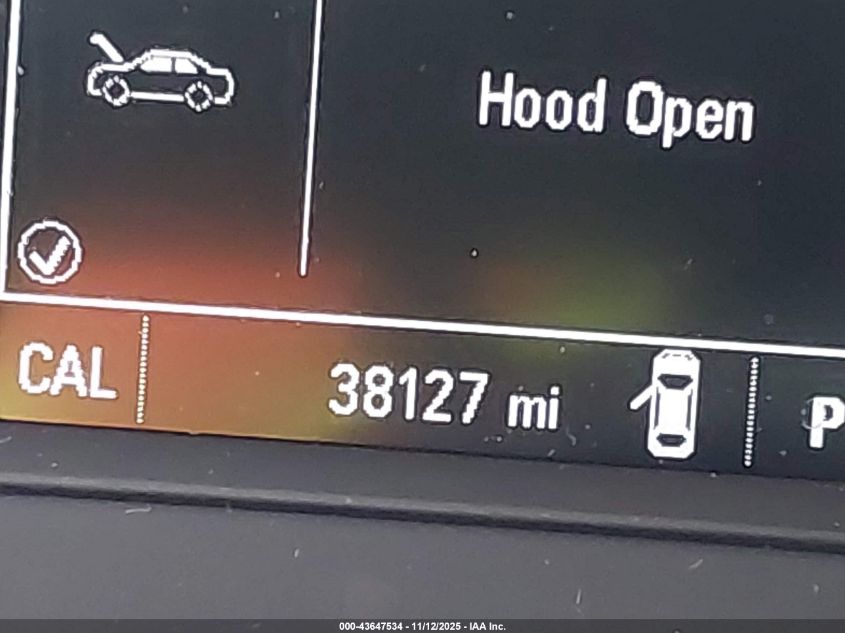 Hood Open
CAL
38127 mi
P
000-43647534 - 11/12/2025 - IAA Inc.